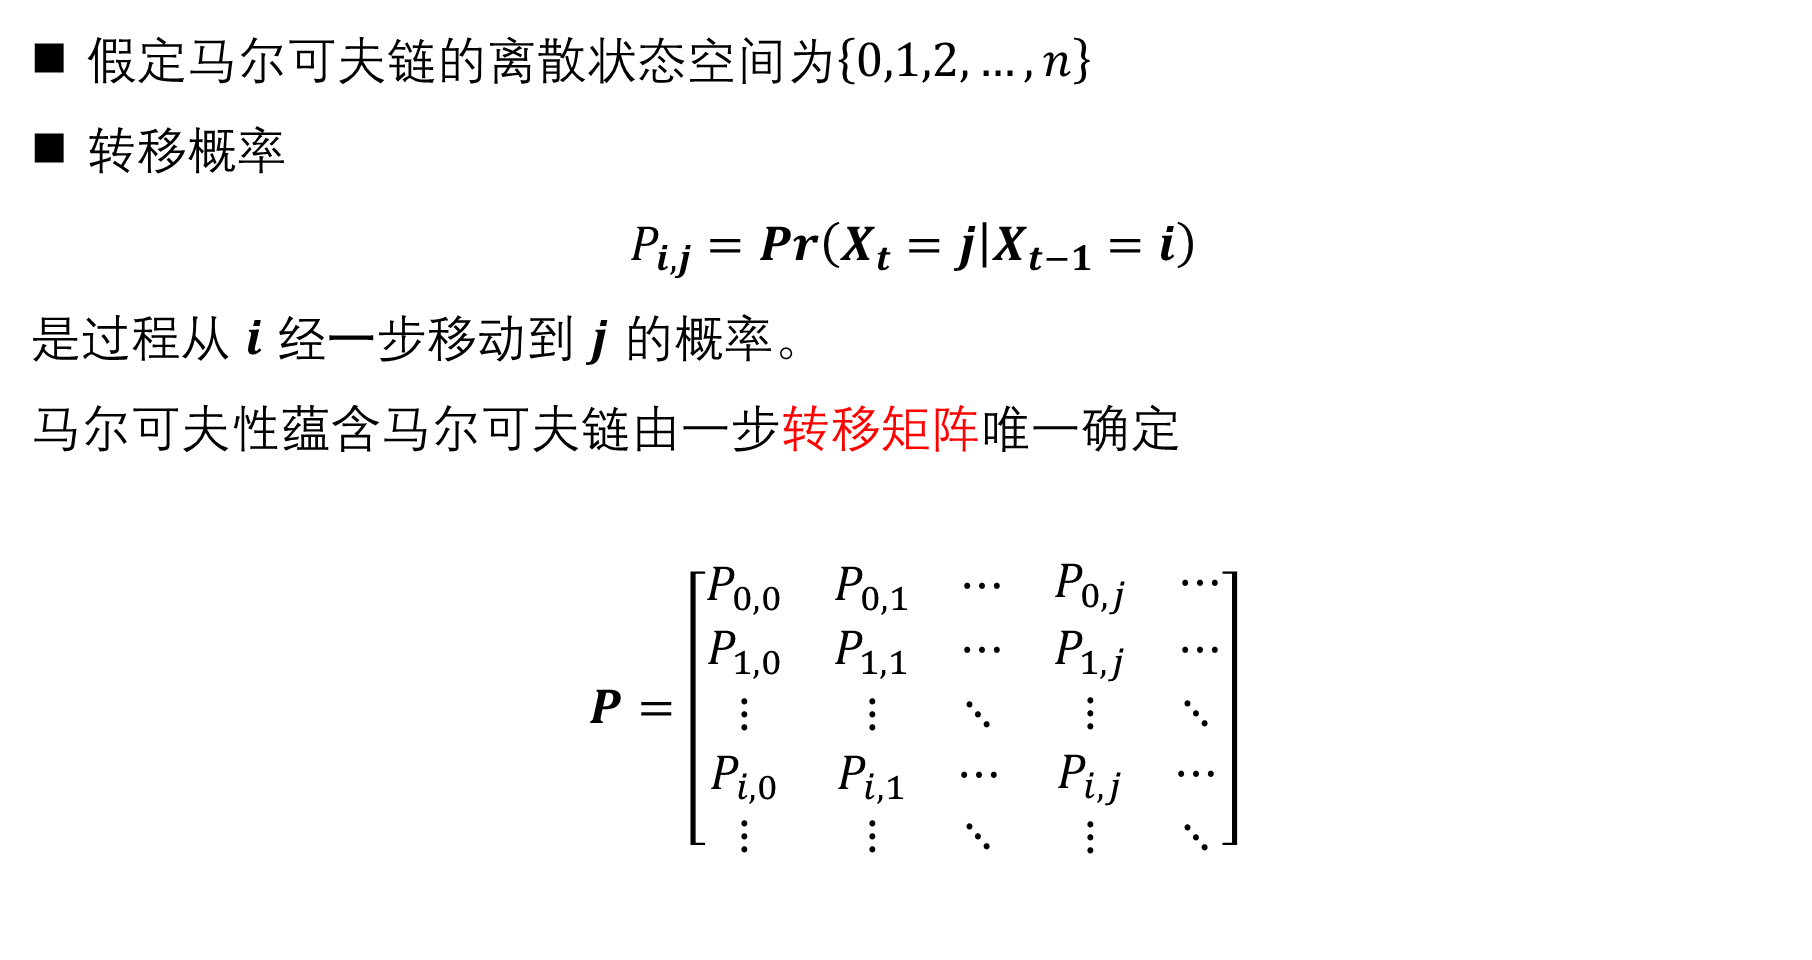 ■ 假定马尔可夫链的离散状态空间为{0,1,2, … , n}
■ 转移概率
P_{i,j} = Pr(X_t = j|X_{t−1} = i)
是过程从 i 经一步移动到 j 的概率。
马尔可夫性蕴含马尔可夫链由一步转移矩阵唯一确定
P_{0,0} P_{0,1} ⋯ P_{0,j} ⋯
P_{1,0} P_{1,1} ⋯ P_{1,j} ⋯
P = ⋮ ⋮ ⋱ ⋮ ⋱
P_{i,0} P_{i,1} ⋯ P_{i,j} ⋯
⋮ ⋮ ⋱ ⋮ ⋱